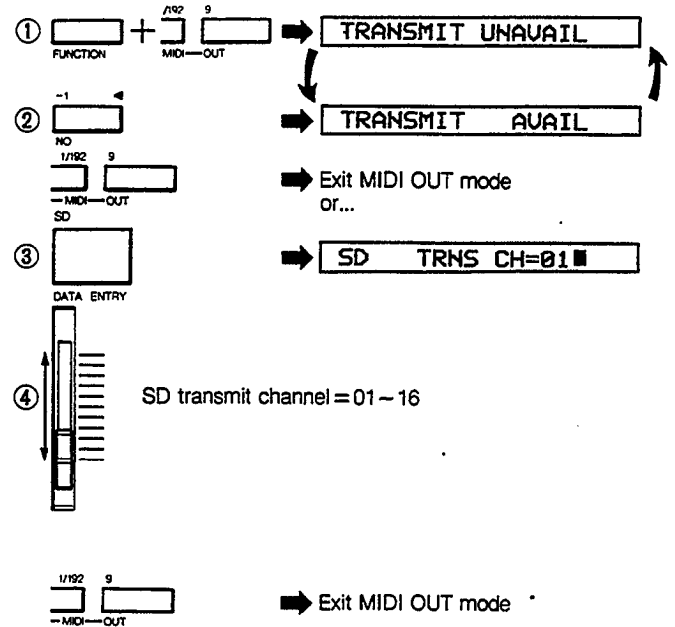 /192 9
① + TRANSMIT UNAVAIL
FUNCTION MIDI OUT
-1 ◄
② TRANSMIT AVAIL
NO
1/192 9
Exit MIDI OUT mode
or...
MIDI OUT
SD
③ SD TRNS CH=01
DATA ENTRY
④ SD transmit channel=01~16
1/192 9
Exit MIDI OUT mode
MIDI OUT